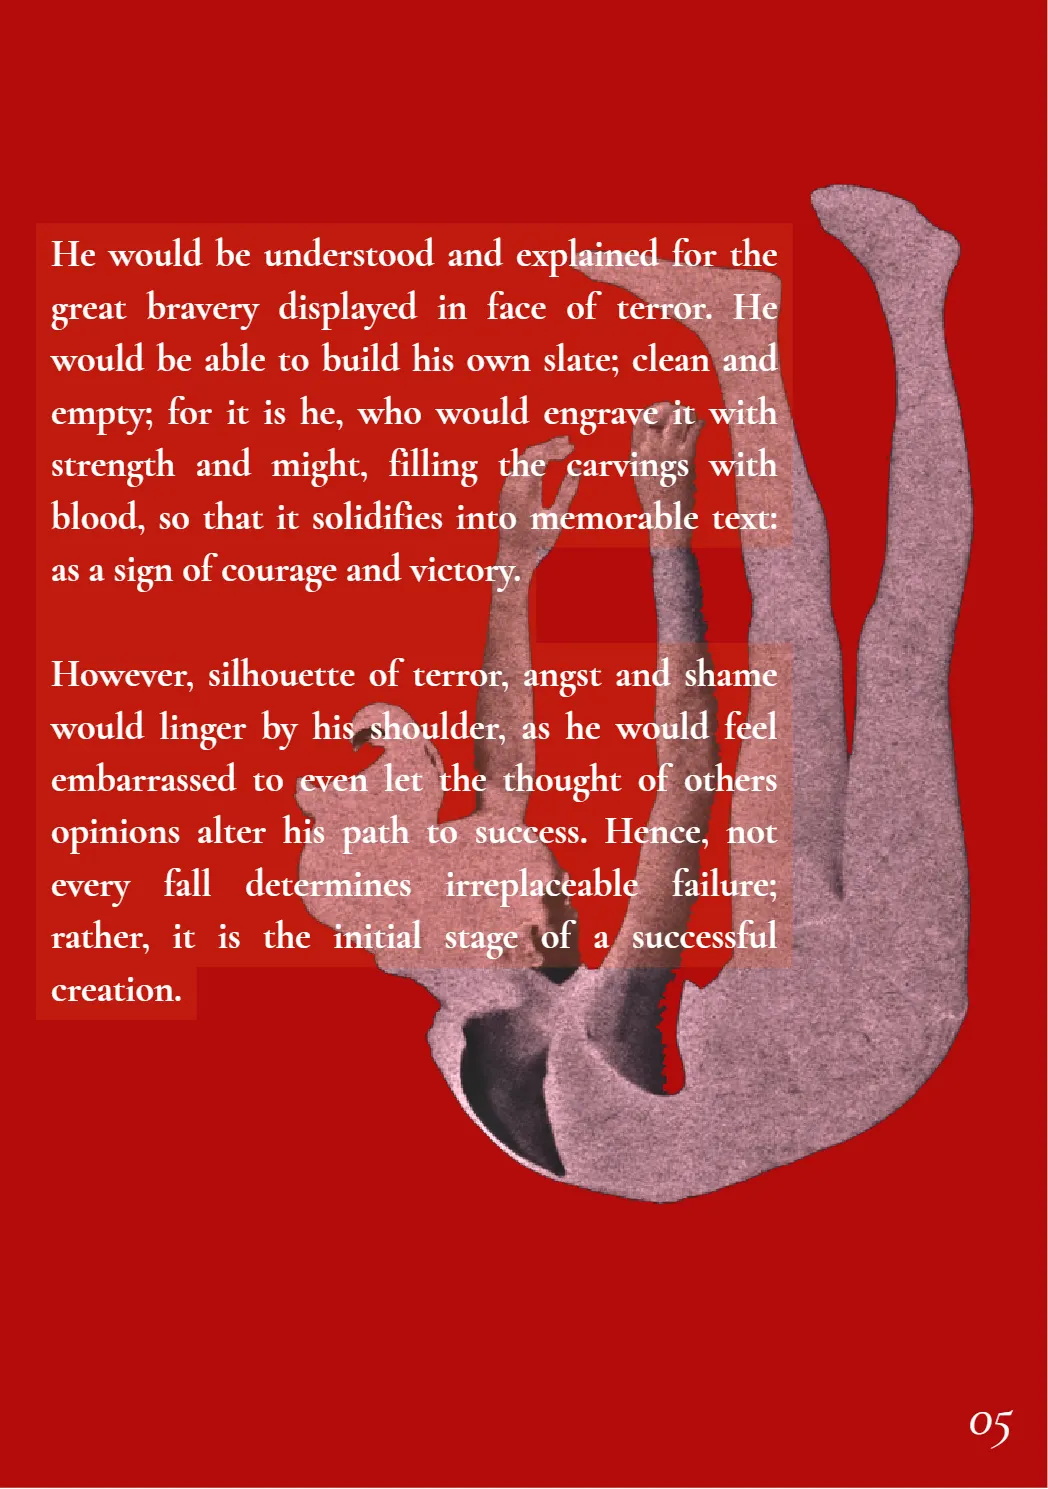 He would be understood and explained for the
great bravery displayed in face of terror. He
would be able to build his own slate; clean and
empty; for it is he, who would engrave it with
strength and might, filling the carvings with
blood, so that it solidifies into memorable text:
as a sign of courage and victory.
However, silhouette of terror, angst and shame
would linger by his shoulder, as he would feel
embarrassed to even let the thought of others
opinions alter his path to success. Hence, not
every fall determines irreplaceable failure;
rather, it is the initial stage of a successful
creation.
05